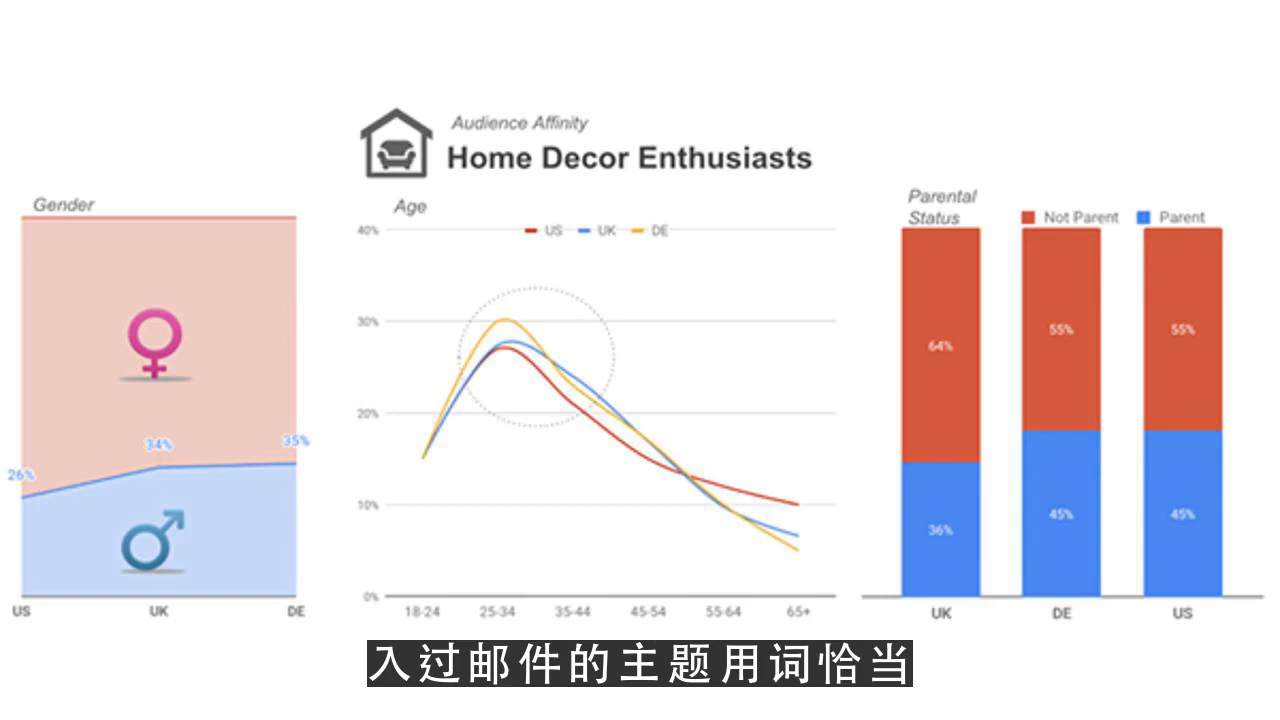 Audience Affinity
Home Decor Enthusiasts
Gender
26%
34%
35%
US UK DE
Age
US UK DE
40%
30%
20%
10%
0%
18-24 25-34 35-44 45-54 55-64 65+
Parental
Status
Not Parent Parent
64% 55% 55%
36% 45% 45%
UK DE US
入过邮件的主题用词恰当